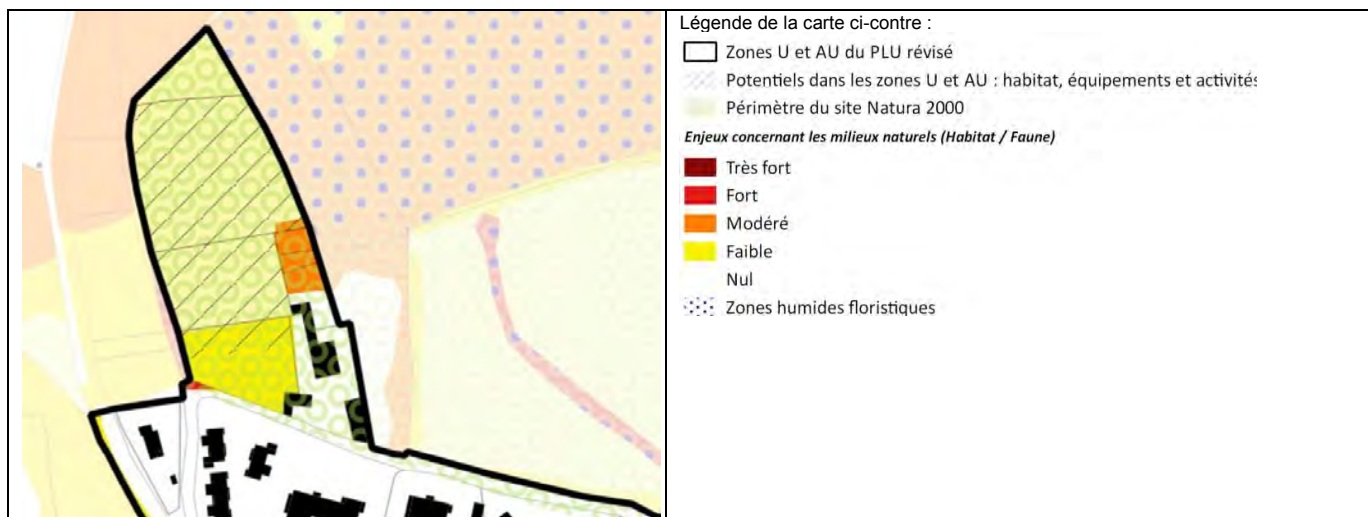 Légende de la carte ci-contre :
Zones U et AU du PLU révisé
Potentiels dans les zones U et AU : habitat, équipements et activités
Périmètre du site Natura 2000
Enjeux concernant les milieux naturels (Habitat / Faune)
Très fort
Fort
Modéré
Faible
Nul
Zones humides floristiques